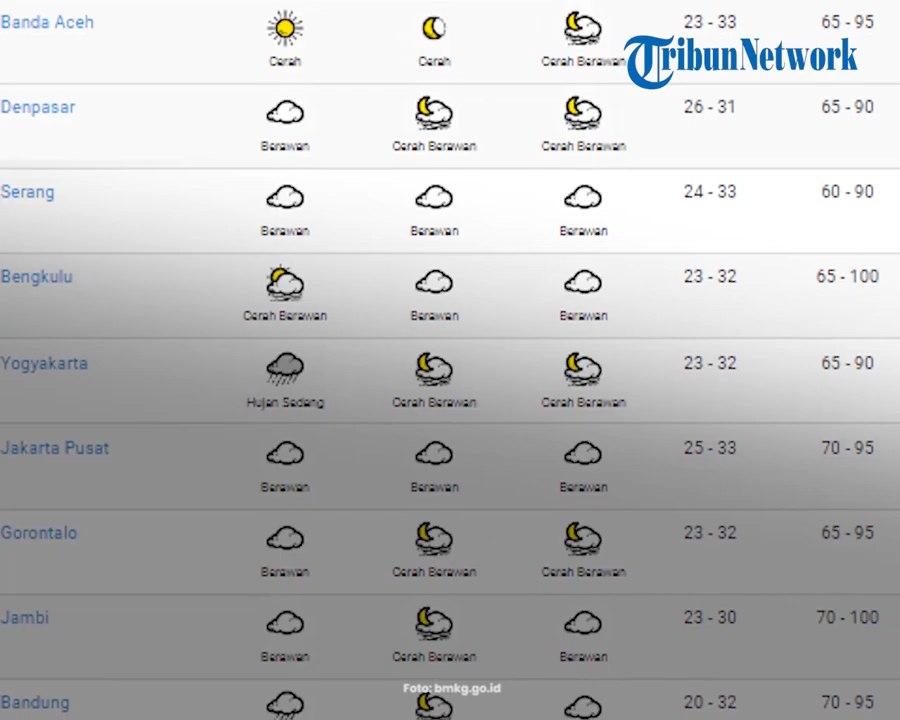 Banda Aceh 23 - 33 65 - 95
Cerah Cerah Cerah Berawan
TribunNetwork
Denpasar 26 - 31 65 - 90
Berawan Cerah Berawan Cerah Berawan
Serang 24 - 33 60 - 90
Berawan Berawan Berawan
Bengkulu 23 - 32 65 - 100
Cerah Berawan Berawan Berawan
Yogyakarta 23 - 32 65 - 90
Hujan Sedang Cerah Berawan Cerah Berawan
Jakarta Pusat 25 - 33 70 - 95
Berawan Berawan Berawan
Gorontalo 23 - 32 65 - 95
Berawan Cerah Berawan Cerah Berawan
Jambi 23 - 30 70 - 100
Berawan Cerah Berawan Berawan
Foto: bmkg.go.id
Bandung 20 - 32 70 - 95